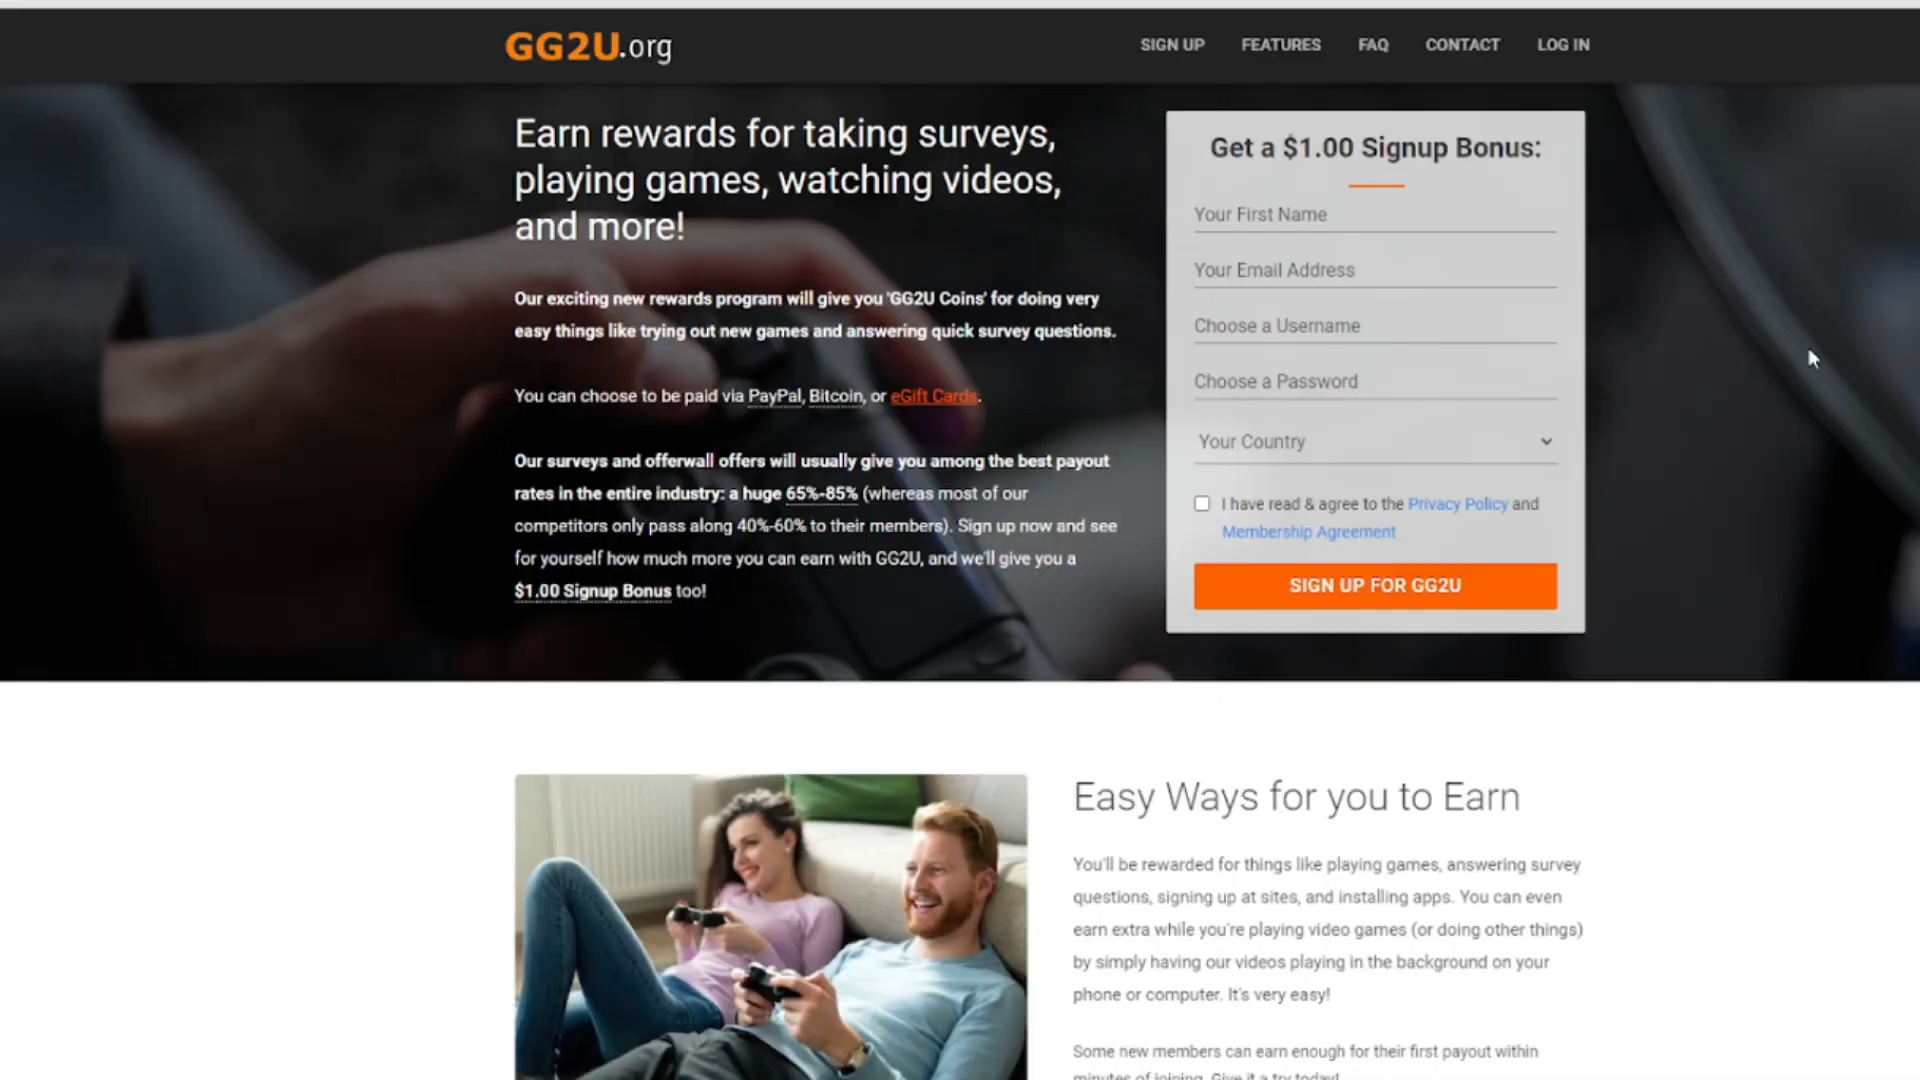 GG2U.org
SIGN UP FEATURES FAQ CONTACT LOG IN
Earn rewards for taking surveys,
playing games, watching videos,
and more!
Our exciting new rewards program will give you 'GG2U Coins' for doing very
easy things like trying out new games and answering quick survey questions.
You can choose to be paid via PayPal, Bitcoin, or eGift Cards.
Our surveys and offerwall offers will usually give you among the best payout
rates in the entire industry: a huge 65%-85% (whereas most of our
competitors only pass along 40%-60% to their members). Sign up now and see
for yourself how much more you can earn with GG2U, and we'll give you a
$1.00 Signup Bonus too!
Get a $1.00 Signup Bonus:
Your First Name
Your Email Address
Choose a Username
Choose a Password
Your Country
I have read & agree to the Privacy Policy and
Membership Agreement
SIGN UP FOR GG2U
Easy Ways for you to Earn
You'll be rewarded for things like playing games, answering survey
questions, signing up at sites, and installing apps. You can even
earn extra while you're playing video games (or doing other things)
by simply having our videos playing in the background on your
phone or computer. It's very easy!
Some new members can earn enough for their first payout within
minutes of joining. Give it a try today!